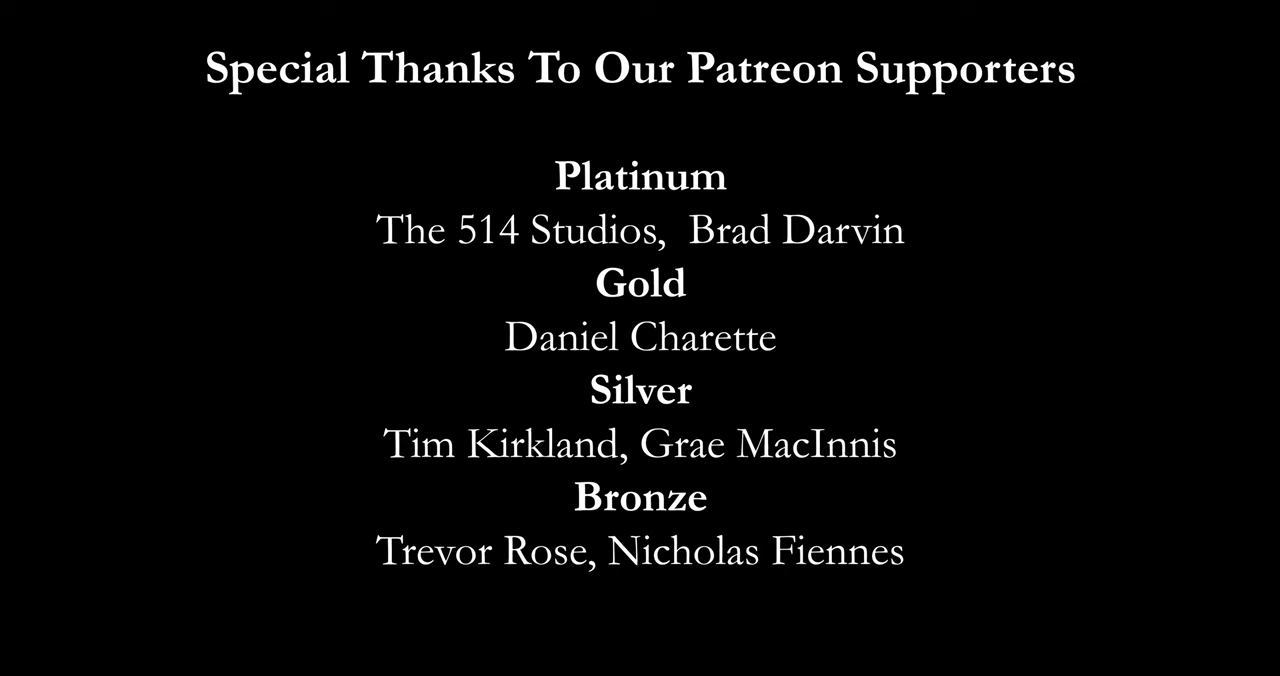 Special Thanks To Our Patreon Supporters
Platinum
The 514 Studios,  Brad Darvin
Gold
Daniel Charette
Silver
Tim Kirkland, Grae MacInnis
Bronze
Trevor Rose, Nicholas Fiennes